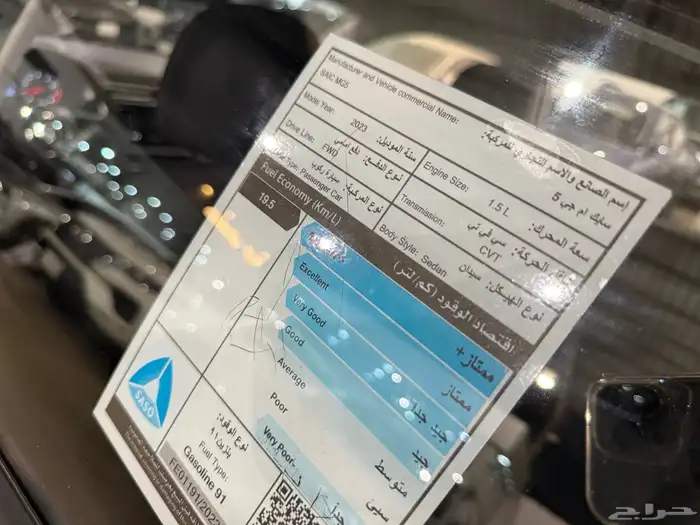 Manufacturer and Vehicle commercial Name:
إسم الصانع والاسم التجاري للمركبة:
SAIC MG5
سايك ام جي 5
Model Year:
2023
سنة الموديل:
Engine Size:
1.5 L
سعة المحرك:
Drive Line:
FWD
نوع الدفع:
دفع امامي
Transmission:
CVT
سي في تي
الحركة:
Type: Passenger Car
نوع المركبة:
سيارة ركوب
Body Style: Sedan
سيدان
نوع الهيكل:
Fuel Economy (Km/L)
اقتصاد الوقود (كم/لتر)
19.5
ممتاز +
Excellent
ممتاز
Very Good
جيد جدا
Good
جيد
Average
متوسط
Poor
سيئ
Very Poor
SASO
نوع الوقود:
بنزين 91
Fuel Type:
Gasoline 91
حراج